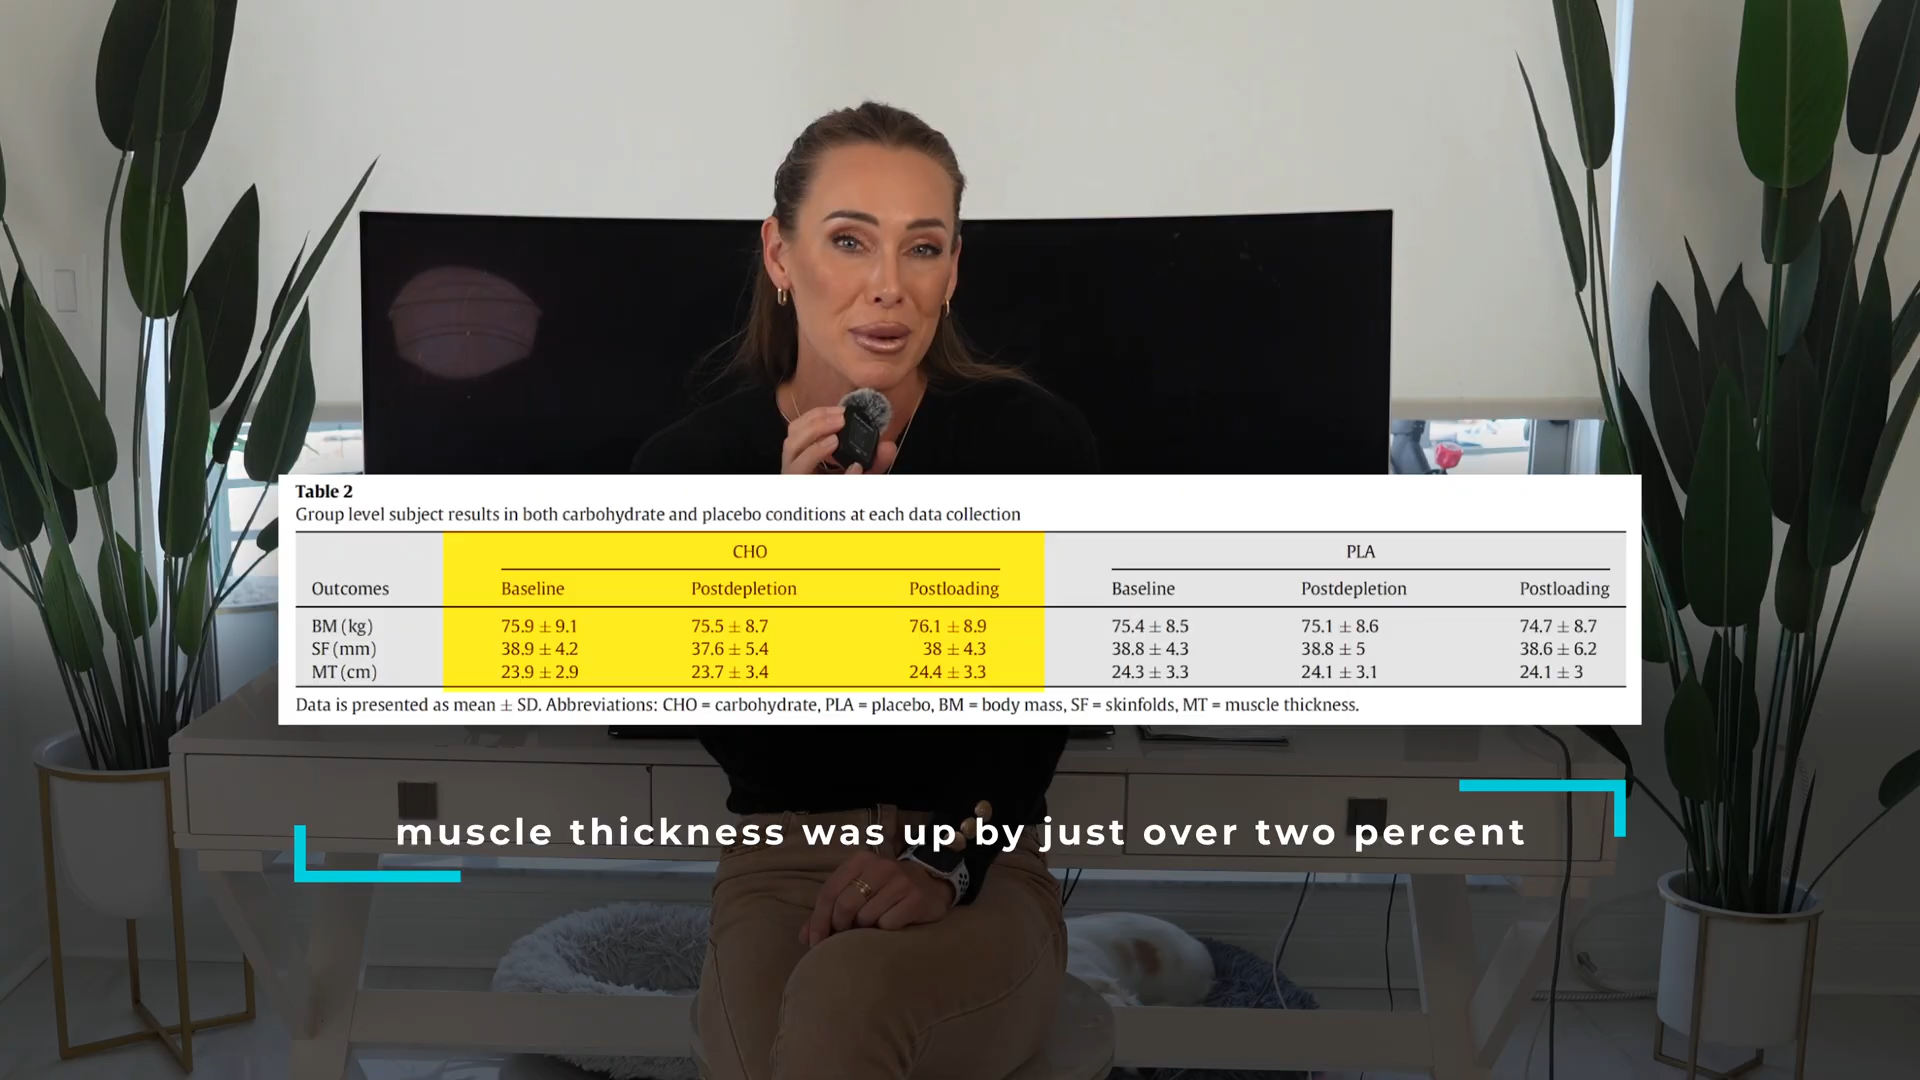 Table 2
Group level subject results in both carbohydrate and placebo conditions at each data collection
CHO PLA
Outcomes Baseline Postdepletion Postloading Baseline Postdepletion Postloading
BM (kg) 75.9 ± 9.1 75.5 ± 8.7 76.1 ± 8.9 75.4 ± 8.5 75.1 ± 8.6 74.7 ± 8.7
SF (mm) 38.9 ± 4.2 37.6 ± 5.4 38 ± 4.3 38.8 ± 4.3 38.8 ± 5 38.6 ± 6.2
MT (cm) 23.9 ± 2.9 23.7 ± 3.4 24.4 ± 3.3 24.3 ± 3.3 24.1 ± 3.1 24.1 ± 3
Data is presented as mean ± SD. Abbreviations: CHO = carbohydrate, PLA = placebo, BM = body mass, SF = skinfolds, MT = muscle thickness.
muscle thickness was up by just over two percent